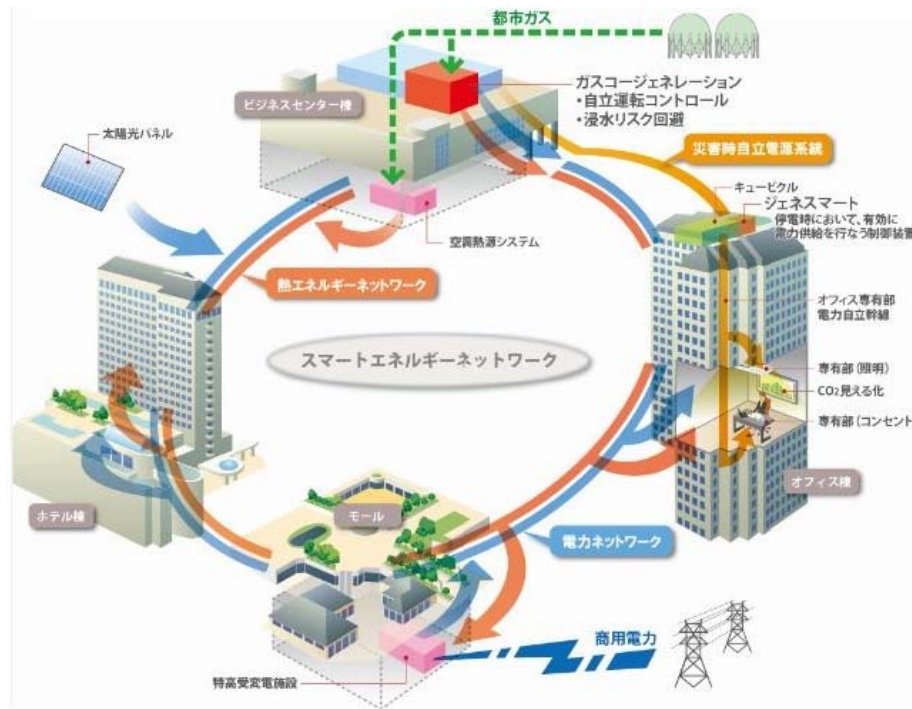 都市ガス
ガスコージェネレーション
・自立運転コントロール
・浸水リスク回避
ビジネスセンター棟
災害時自立電源系統
太陽光パネル
キュービクル
ジェネスマート
停電時において、有効に
電力供給を行なう制御装置
空調熱源システム
熱エネルギーネットワーク
オフィス専有部
電力自立幹線
スマートエネルギーネットワーク
専有部(照明)
CO2見える化
専有部(コンセント
オフィス棟
ホテル棟
モール
電力ネットワーク
商用電力
特高受変電施設